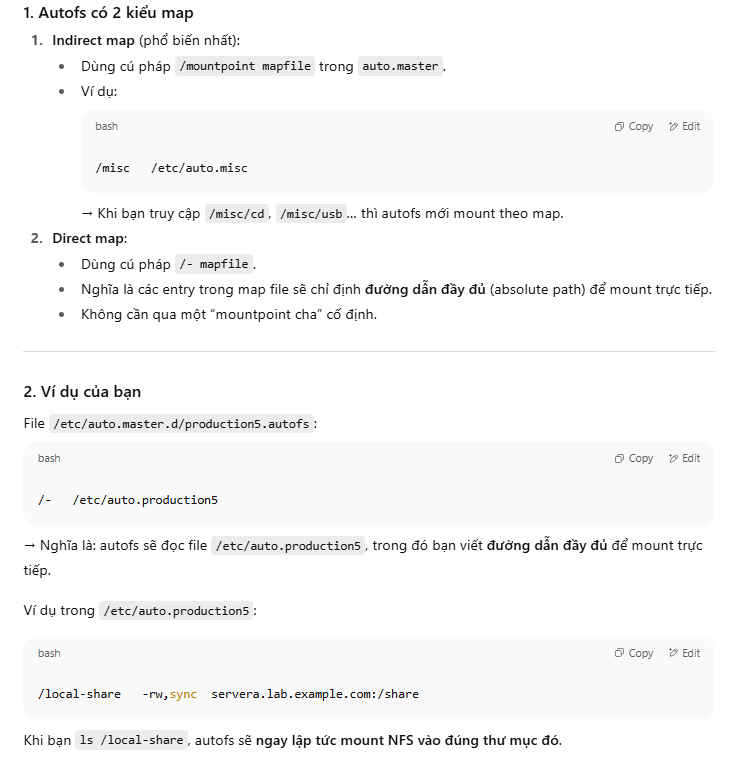 1. Autofs có 2 kiểu map
1. Indirect map (phổ biến nhất):
• Dùng cú pháp /mountpoint mapfile trong auto.master.
• Ví dụ:
bash Copy Edit
/misc /etc/auto.misc
→ Khi bạn truy cập /misc/cd, /misc/usb... thì autofs mới mount theo map.
2. Direct map:
• Dùng cú pháp /- mapfile.
• Nghĩa là các entry trong map file sẽ chỉ định đường dẫn đầy đủ (absolute path) để mount trực tiếp.
• Không cần qua một "mountpoint cha" cố định.
2. Ví dụ của bạn
File /etc/auto.master.d/production5.autofs:
bash Copy Edit
/- /etc/auto.production5
→ Nghĩa là: autofs sẽ đọc file /etc/auto.production5, trong đó bạn viết đường dẫn đầy đủ để mount trực
tiếp.
Ví dụ trong /etc/auto.production5:
bash Copy Edit
/local-share -rw,sync servera.lab.example.com:/share
Khi bạn ls /local-share, autofs sẽ ngay lập tức mount NFS vào đúng thư mục đó.